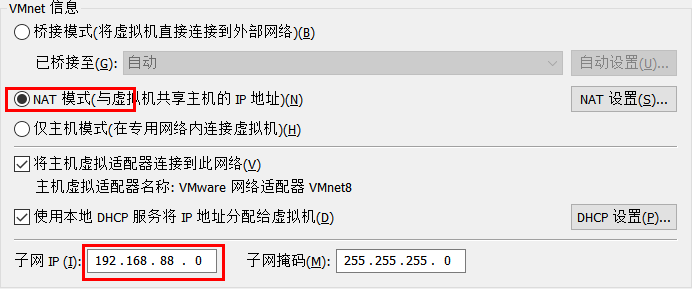 VMnet 信息
桥接模式(将虚拟机直接连接到外部网络)(B)
已桥接至(G): 自动 自动设置(U)...
NAT 模式(与虚拟机共享主机的 IP 地址)(N) NAT 设置(S)...
仅主机模式(在专用网络内连接虚拟机)(H)
将主机虚拟适配器连接到此网络(V)
主机虚拟适配器名称: VMware 网络适配器 VMnet8
使用本地 DHCP 服务将 IP 地址分配给虚拟机(D) DHCP 设置(P)...
子网 IP (I): 192.168.88 . 0 子网掩码(M): 255.255.255. 0